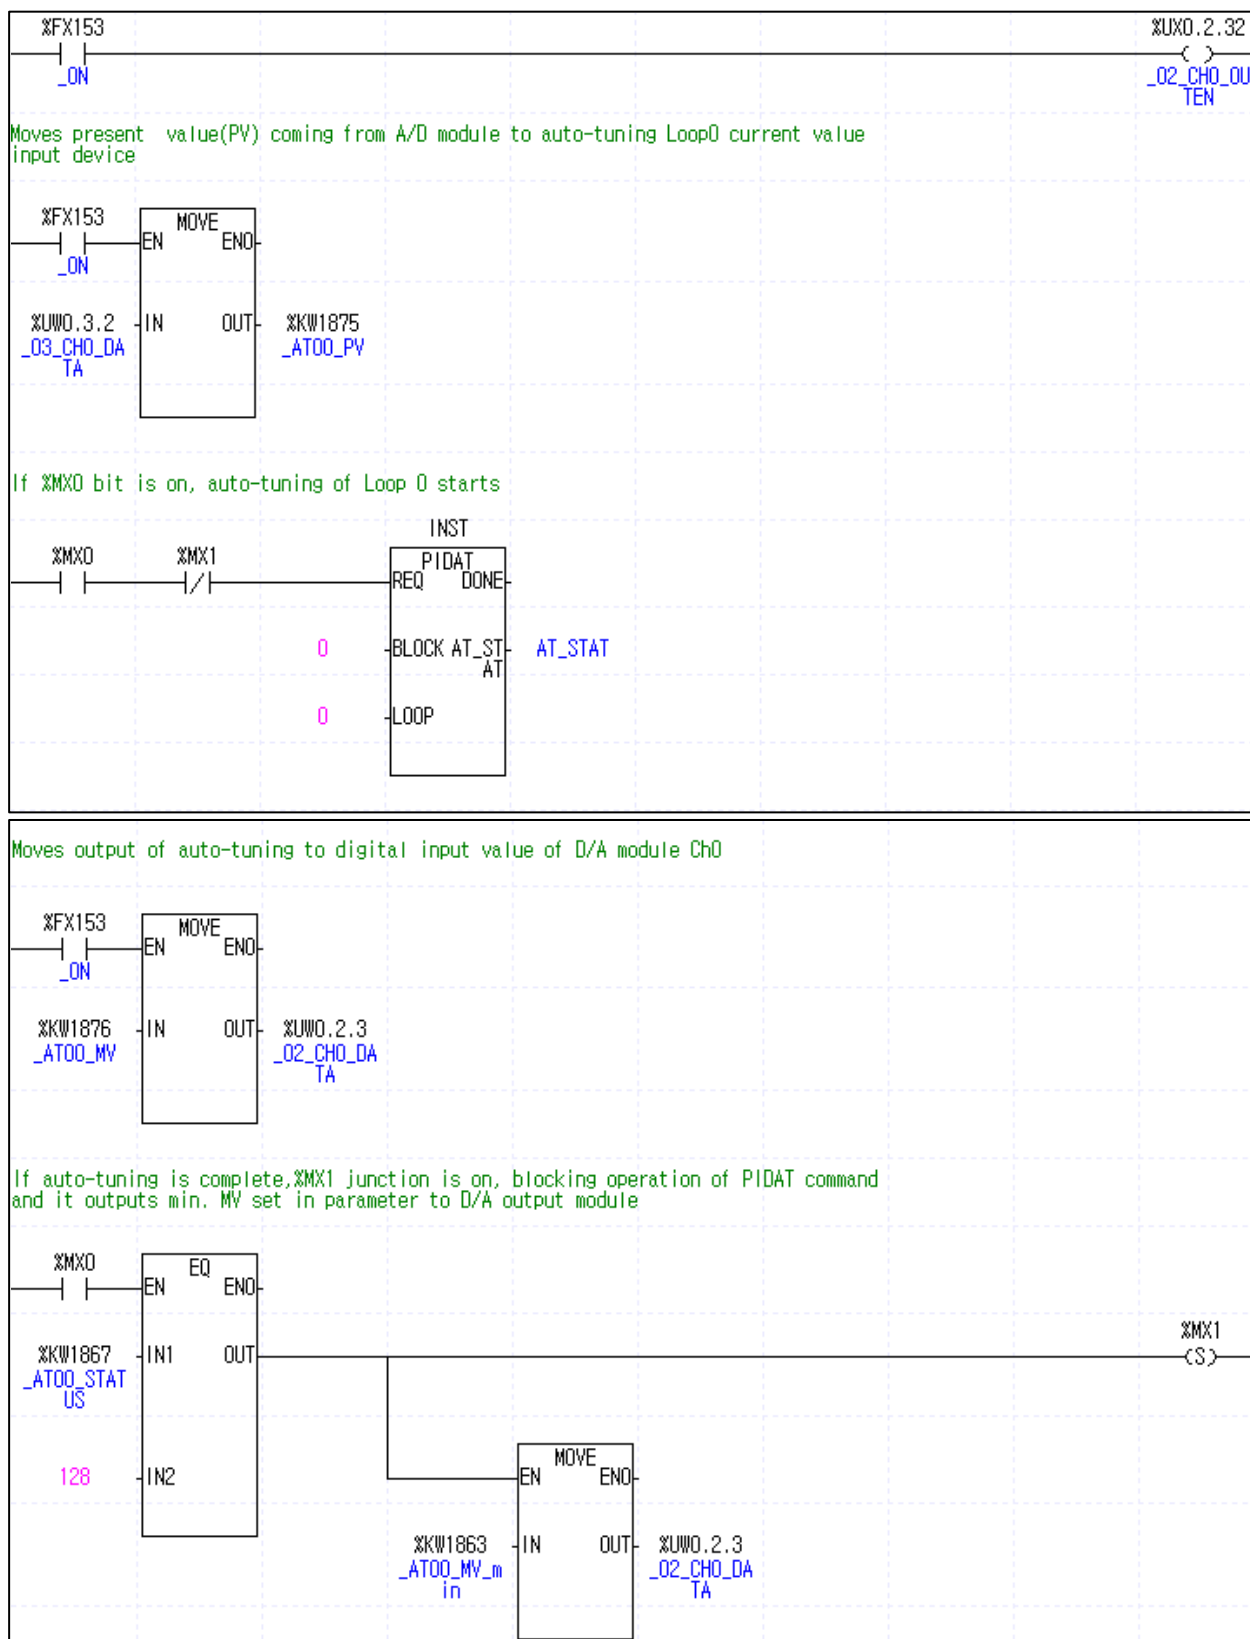 %FX153 %UX0.2.32
_ON _02_CH0_OU
TEN
Moves present value(PV) coming from A/D module to auto-tuning Loop0 current value
input device
%FX153 MOVE
EN ENO
_ON
%UW0.3.2 IN OUT %KW1875
_03_CH0_DA _AT00_PV
TA
If %MX0 bit is on, auto-tuning of Loop 0 starts
INST
%MX0 %MX1 PIDAT
REQ DONE
0 BLOCK AT_ST AT_STAT
AT
0 LOOP
Moves output of auto-tuning to digital input value of D/A module Ch0
%FX153 MOVE
EN ENO
_ON
%KW1876 IN OUT %UW0.2.3
_AT00_MV _02_CH0_DA
TA
If auto-tuning is complete,%MX1 junction is on, blocking operation of PIDAT command
and it outputs min. MV set in parameter to D/A output module
%MX0 EQ
EN ENO
%MX1
%KW1867 IN1 OUT (S)
_AT00_STAT
US
MOVE
128 IN2 EN ENO
%KW1863 IN OUT %UW0.2.3
_AT00_MV_m _02_CH0_DA
in TA